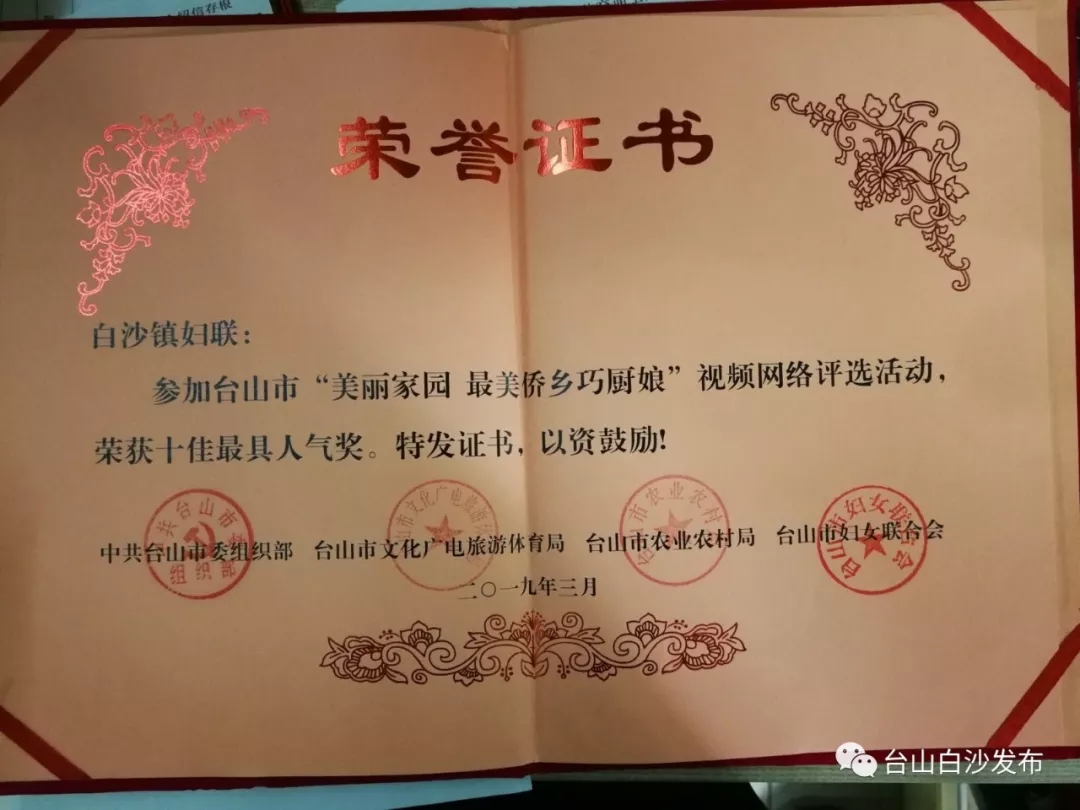 荣誉证书
白沙镇妇联：
参加台山市“美丽家园 最美侨乡巧厨娘”视频网络评选活动，
荣获十佳最具人气奖。特发证书，以资鼓励！
中共台山市委组织部 台山市文化广电旅游体育局 台山市农业农村局 台山市妇女联合会
二〇一九年三月
台山白沙发布